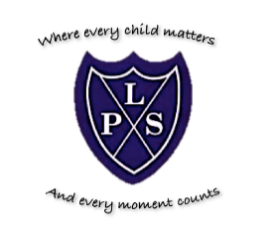 Where every child matters
L
P S
And every moment counts